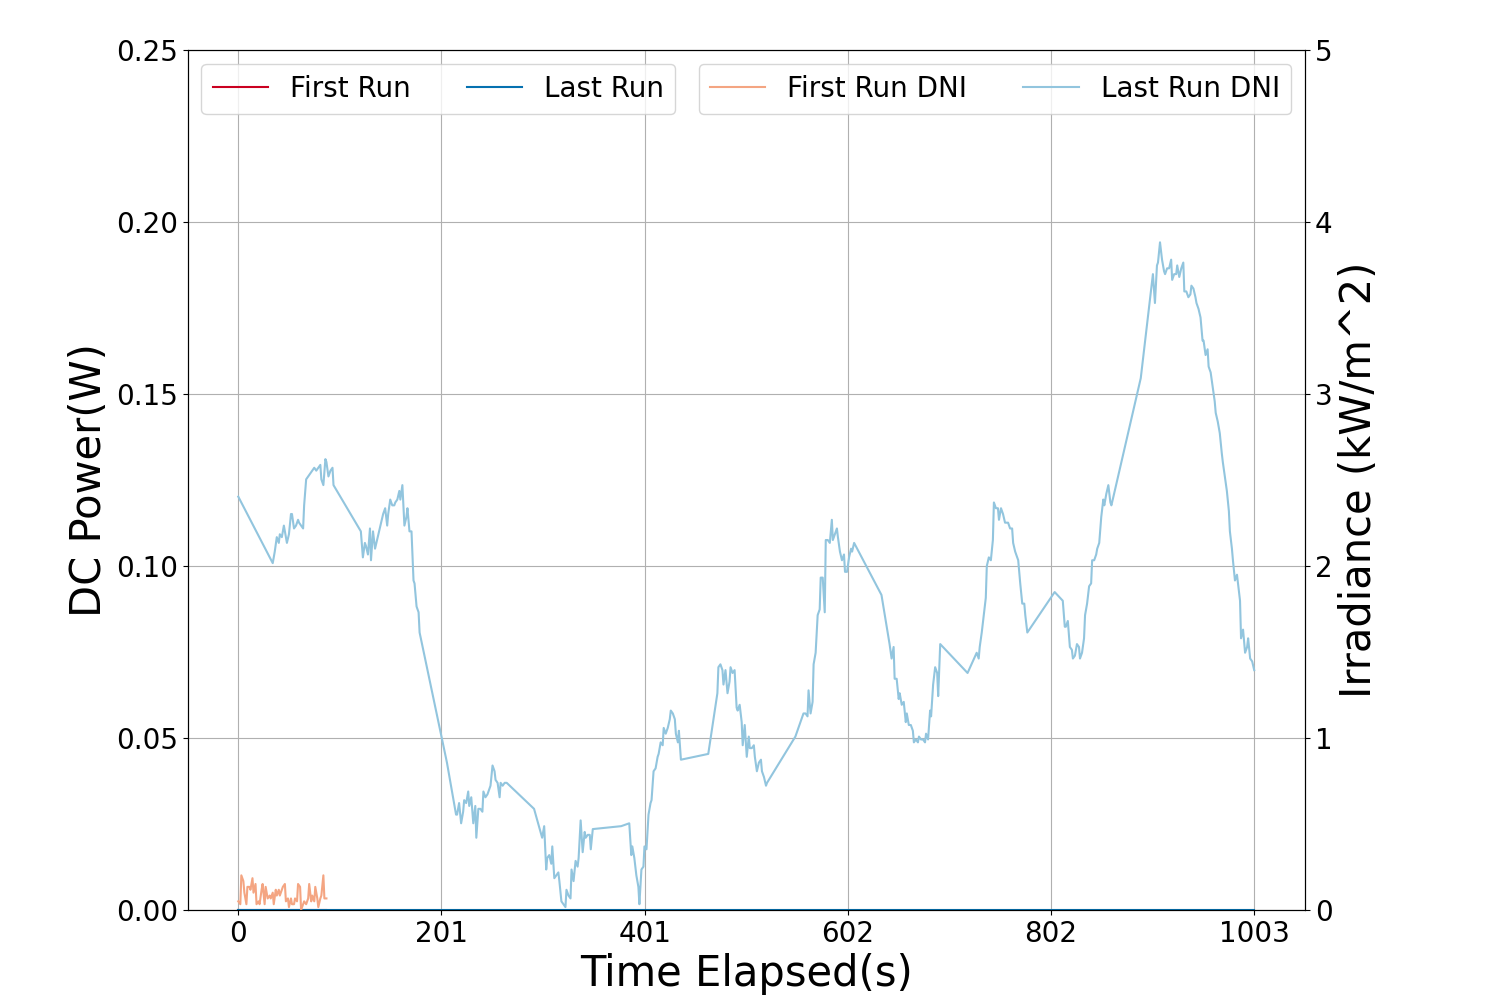 First Run
Last Run
First Run DNI
Last Run DNI
0.25
0.20
0.15
0.10
0.05
0.00
DC Power(W)
5
4
3
2
1
0
Irradiance (kW/m^2)
0 201 401 602 802 1003
Time Elapsed(s)